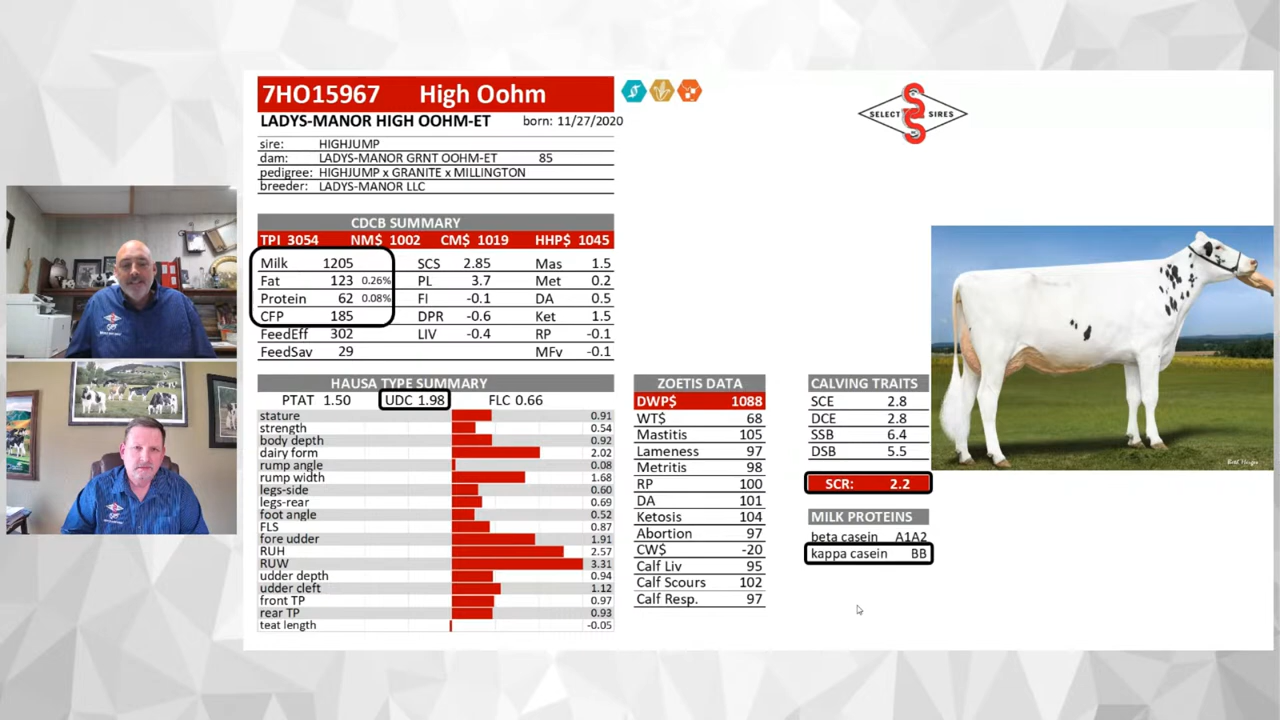 7HO15967 High Oohm
LADYS-MANOR HIGH OOHM-ET born: 11/27/2020
sire: HIGHJUMP
dam: LADYS-MANOR GRNT OOHM-ET 85
pedigree: HIGHJUMP x GRANITE x MILLINGTON
breeder: LADYS-MANOR LLC
SELECT SIRES
CDCB SUMMARY
TPI 3054 NM$ 1002 CM$ 1019 HHP$ 1045
Milk 1205 SCS 2.85 Mas 1.5
Fat 123 0.26% PL 3.7 Met 0.2
Protein 62 0.08% FI -0.1 DA 0.5
CFP 185 DPR -0.6 Ket 1.5
FeedEff 302 LIV -0.4 RP -0.1
FeedSav 29 MFv -0.1
HAUSA TYPE SUMMARY
PTAT 1.50 UDC 1.98 FLC 0.66
stature 0.91
strength 0.54
body depth 0.92
dairy form 2.02
rump angle 0.08
rump width 1.68
legs-side 0.60
legs-rear 0.69
foot angle 0.52
FLS 0.87
fore udder 1.91
RUH 2.57
RUW 3.31
udder depth 0.94
udder cleft 1.12
front TP 0.97
rear TP 0.93
teat length -0.05
ZOETIS DATA
DWP$ 1088
WT$ 68
Mastitis 105
Lameness 97
Metritis 98
RP 100
DA 101
Ketosis 104
Abortion 97
CW$ -20
Calf Liv 95
Calf Scours 102
Calf Resp. 97
CALVING TRAITS
SCE 2.8
DCE 2.8
SSB 6.4
DSB 5.5
SCR: 2.2
MILK PROTEINS
beta casein A1A2
kappa casein BB